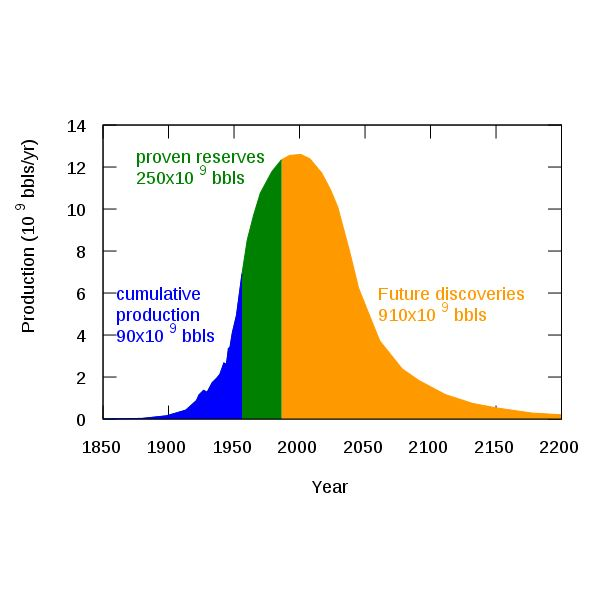 14
12
10
8
6
4
2
0
Production (10 9 bbls/yr)
proven reserves
250x10 9 bbls
cumulative
production
90x10 9 bbls
Future discoveries
910x10 9 bbls
1850 1900 1950 2000 2050 2100 2150 2200
Year